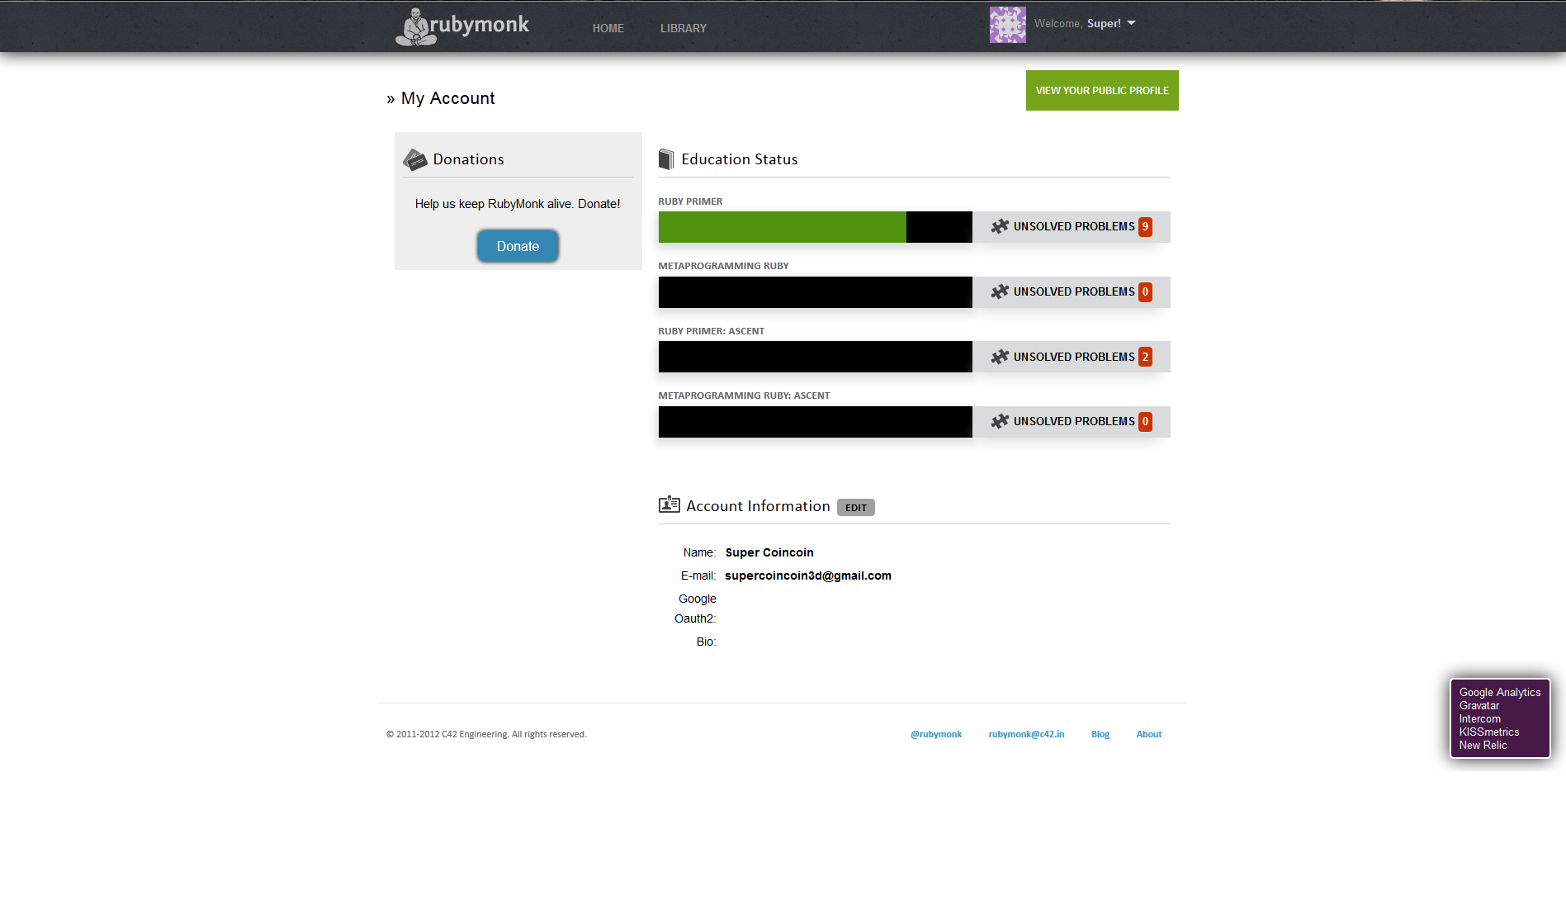 rubymonk
HOME LIBRARY
Welcome, Super!
» My Account
VIEW YOUR PUBLIC PROFILE
Donations
Help us keep RubyMonk alive. Donate!
Donate
Education Status
RUBY PRIMER
UNSOLVED PROBLEMS 9
METAPROGRAMMING RUBY
UNSOLVED PROBLEMS 0
RUBY PRIMER: ASCENT
UNSOLVED PROBLEMS 2
METAPROGRAMMING RUBY: ASCENT
UNSOLVED PROBLEMS 0
Account Information EDIT
Name: Super Coincoin
E-mail: supercoincoin3d@gmail.com
Google
Oauth2:
Bio:
Google Analytics
Gravatar
Intercom
KISSmetrics
New Relic
© 2011-2012 C42 Engineering. All rights reserved.
@rubymonk rubymonk@c42.in Blog About